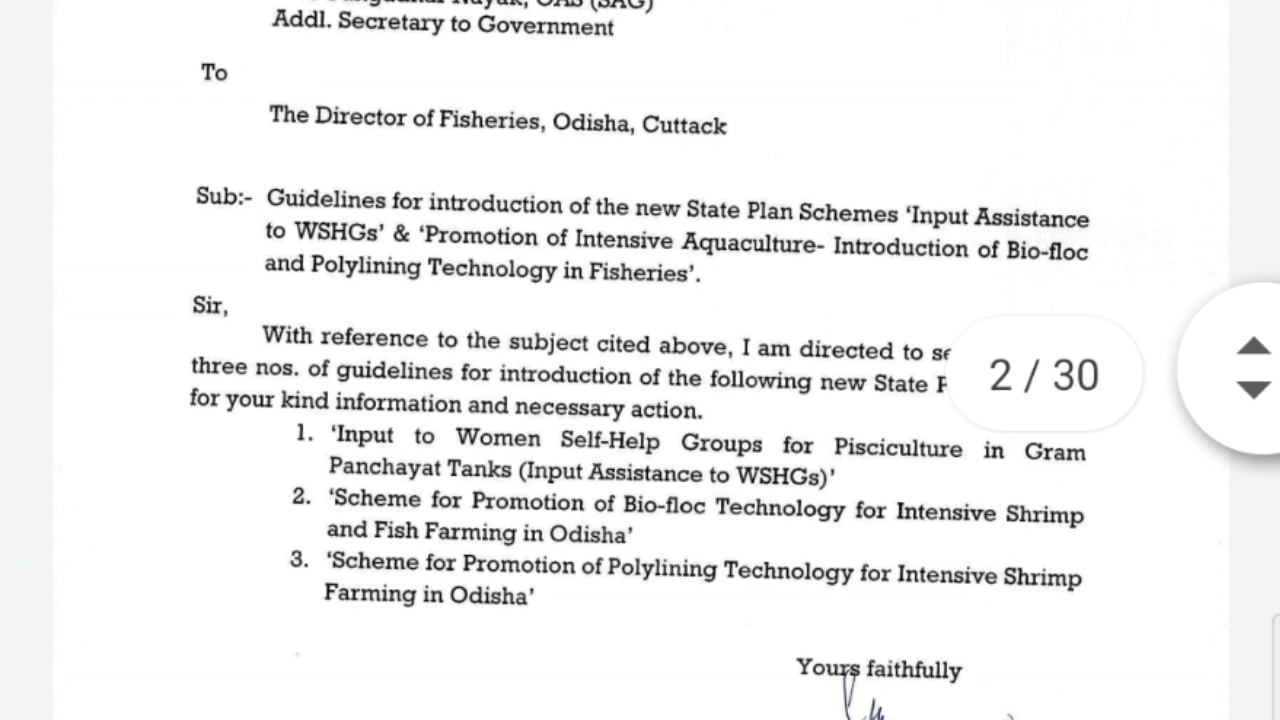 Nayak, OAS (SAG)
Addl. Secretary to Government
To
The Director of Fisheries, Odisha, Cuttack
Sub:- Guidelines for introduction of the new State Plan Schemes ‘Input Assistance
to WSHGs’ & ‘Promotion of Intensive Aquaculture- Introduction of Bio-floc
and Polylining Technology in Fisheries’.
Sir,
With reference to the subject cited above, I am directed to
three nos. of guidelines for introduction of the following new State
for your kind information and necessary action.
2 / 30
1. ‘Input to Women Self-Help Groups for Pisciculture in Gram
Panchayat Tanks (Input Assistance to WSHGs)’
2. ‘Scheme for Promotion of Bio-floc Technology for Intensive Shrimp
and Fish Farming in Odisha’
3. ‘Scheme for Promotion of Polylining Technology for Intensive Shrimp
Farming in Odisha’
Yours faithfully